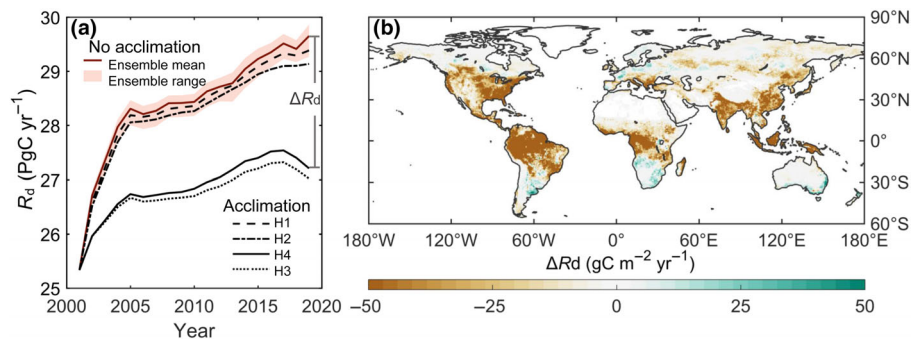 (a)
No acclimation
Ensemble mean
Ensemble range
ΔRd
Rd (PgC yr−1)
30
29
28
27
26
25
Acclimation
H1
H2
H4
H3
2000
2005
2010
2015
2020
Year
(b)
90°N
60°N
30°N
0°
30°S
60°S
180°W
120°W
60°W
0°
60°E
120°E
180°E
ΔRd (gC m−2 yr−1)
−50
−25
0
25
50